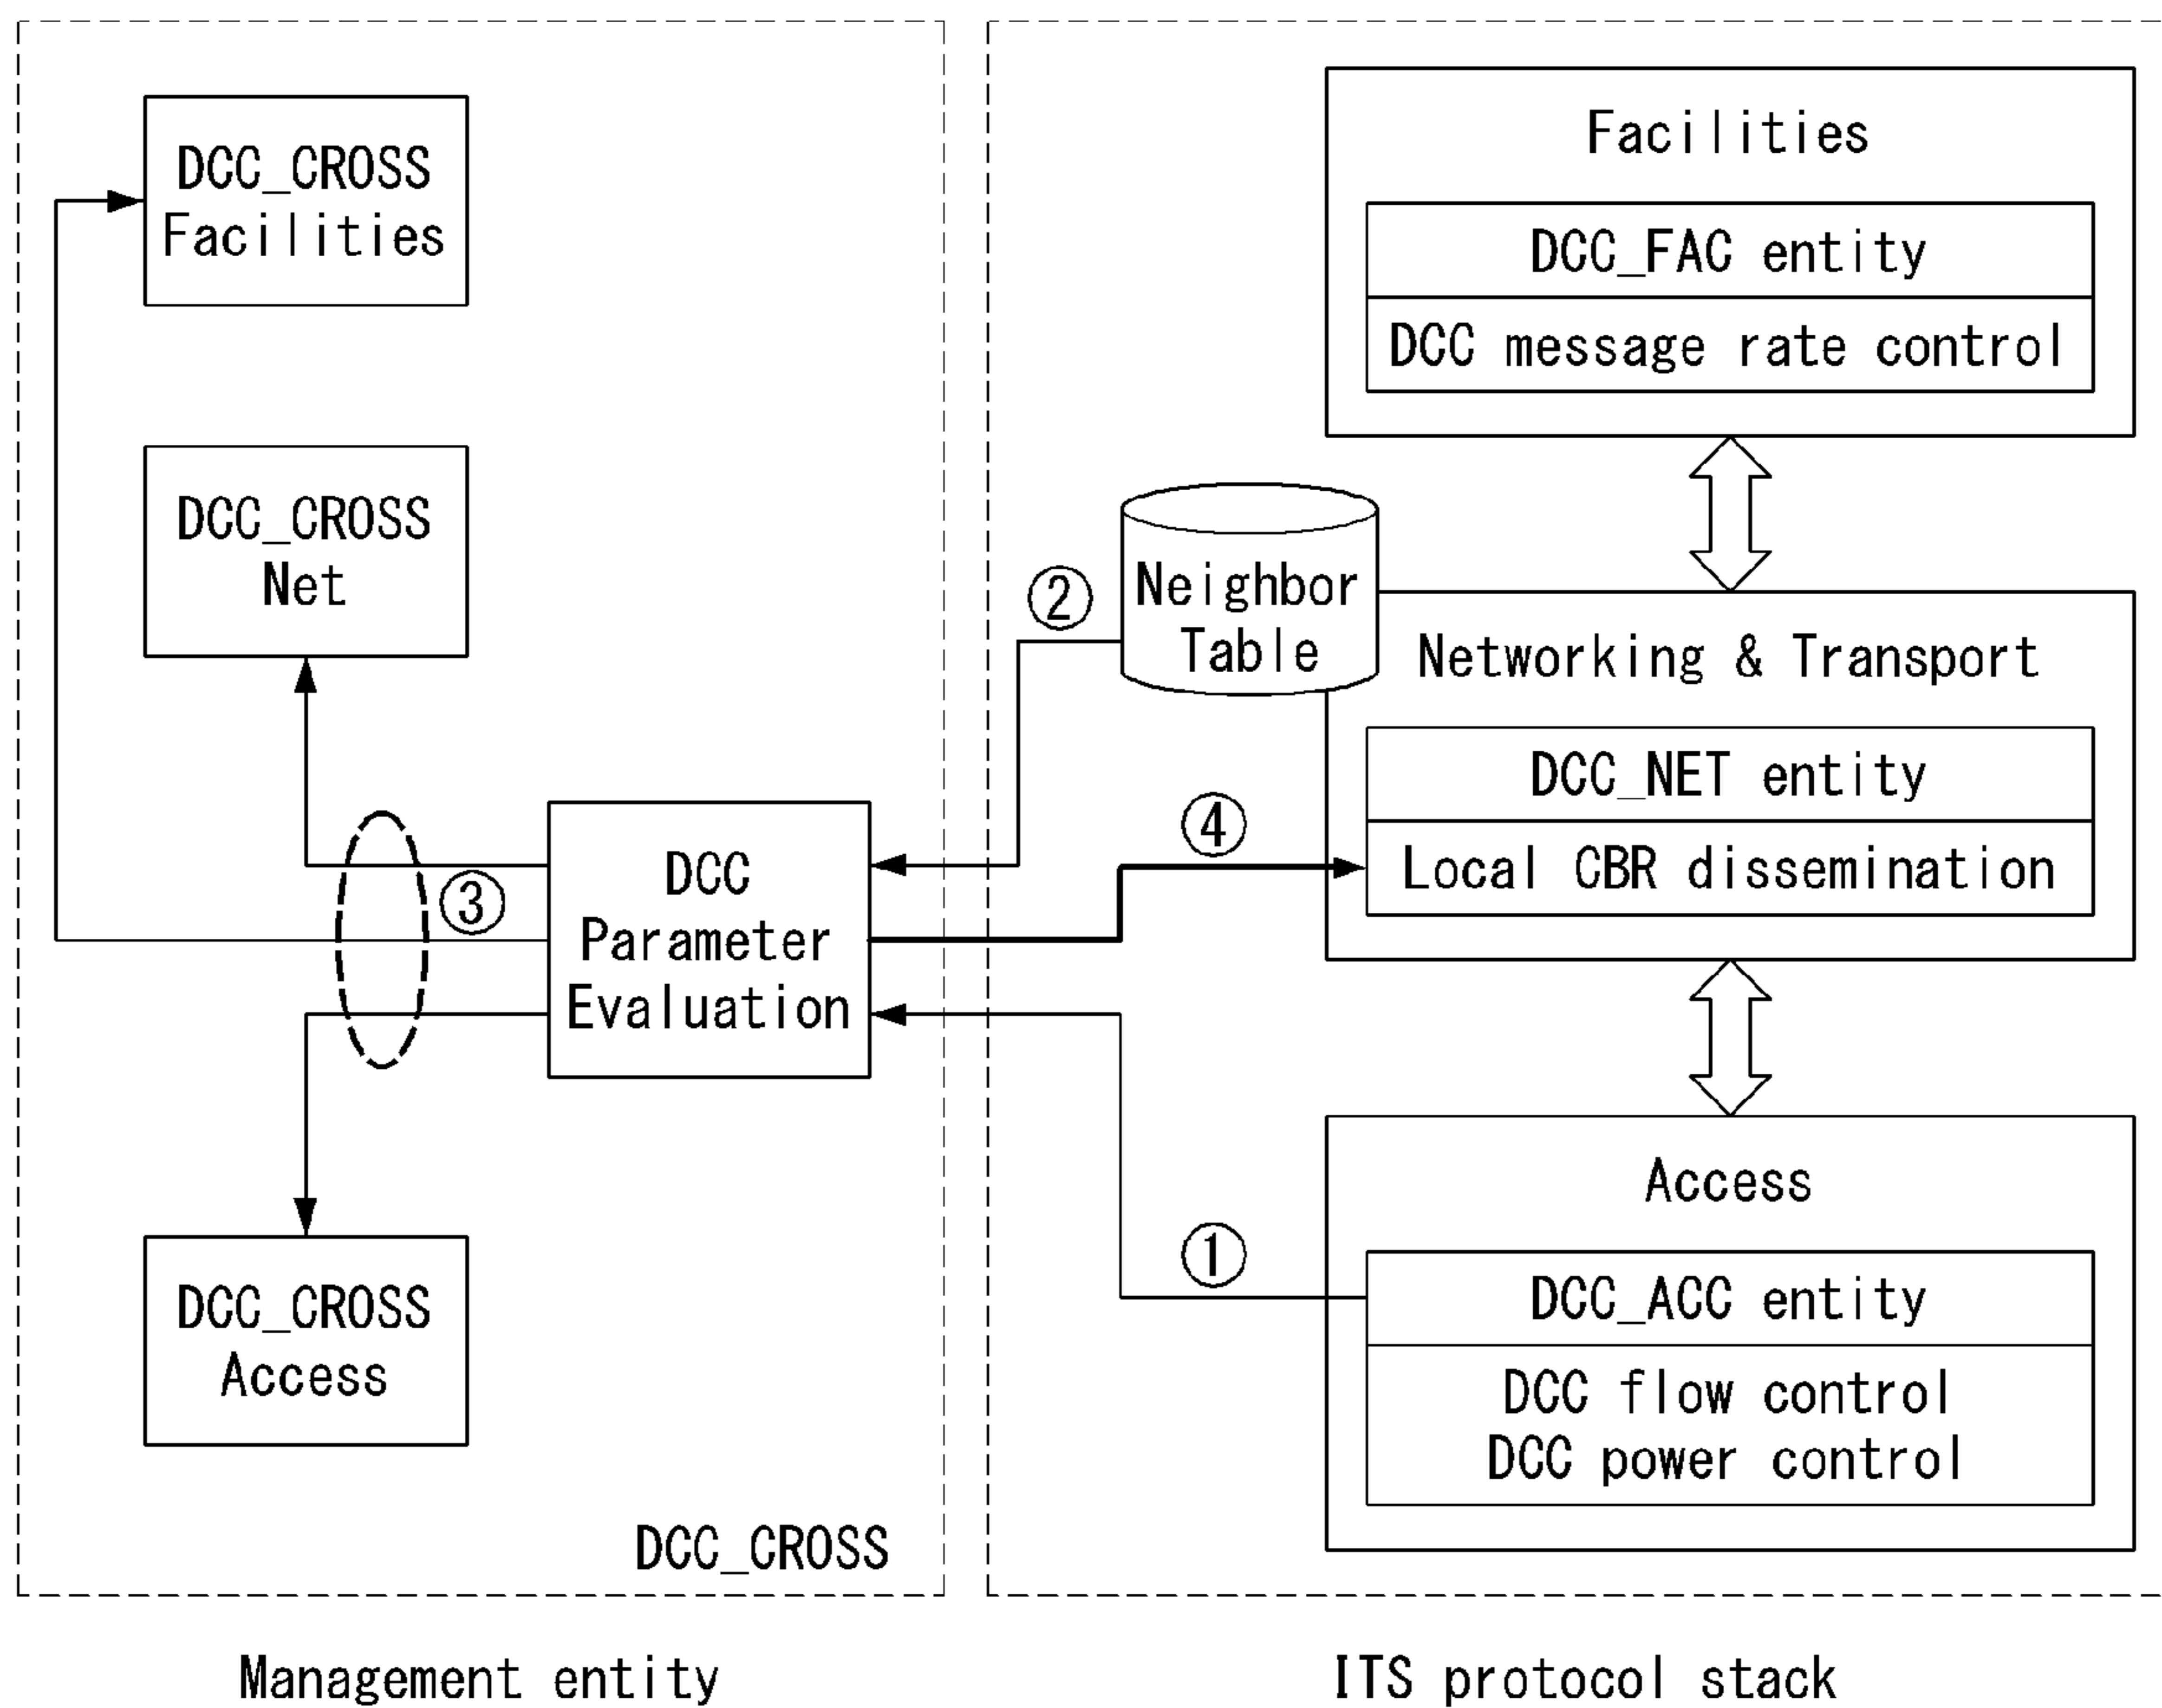 DCC_CROSS
Facilities
DCC_CROSS
Net
③
DCC
Parameter
Evaluation
DCC_CROSS
Access
DCC_CROSS
Management entity
Facilities
DCC_FAC entity
DCC message rate control
②
Neighbor
Table
Networking & Transport
DCC_NET entity
④
Local CBR dissemination
Access
①
DCC_ACC entity
DCC flow control
DCC power control
ITS protocol stack